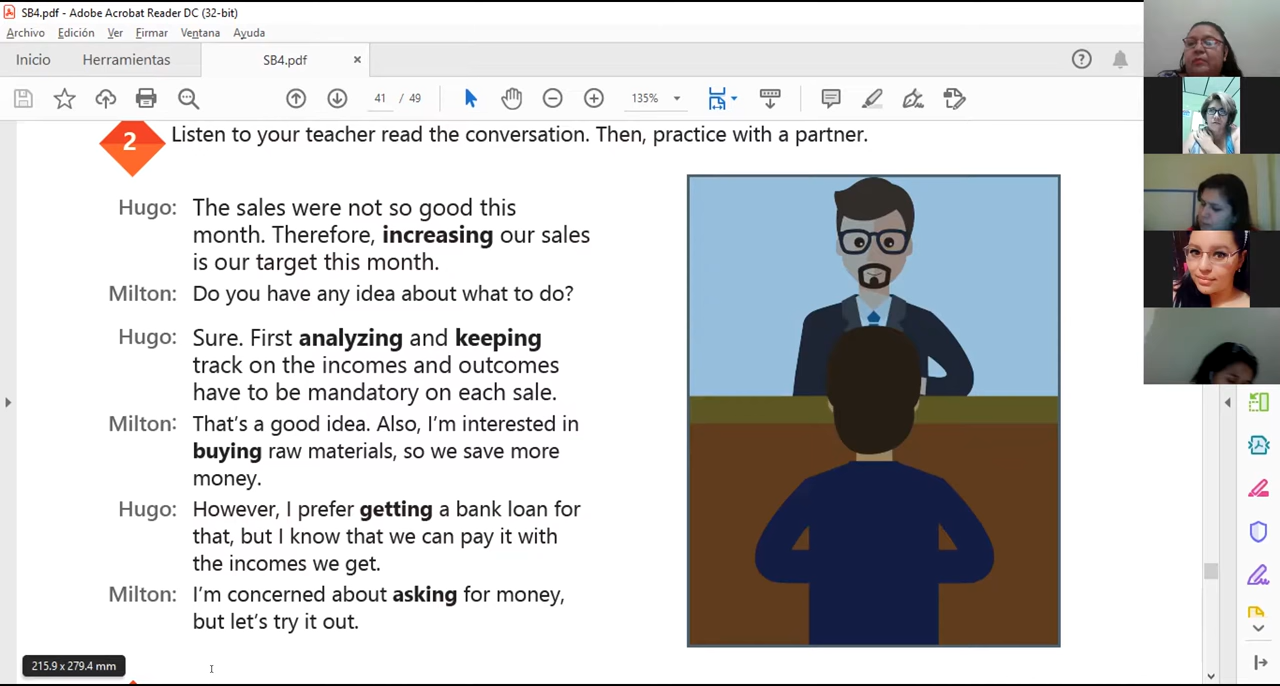 SB4.pdf - Adobe Acrobat Reader DC (32-bit)
Archivo Edición Ver Firmar Ventana Ayuda
Inicio Herramientas SB4.pdf ×
41 / 49 135%
2 Listen to your teacher read the conversation. Then, practice with a partner.
Hugo: The sales were not so good this
month. Therefore, increasing our sales
is our target this month.
Milton: Do you have any idea about what to do?
Hugo: Sure. First analyzing and keeping
track on the incomes and outcomes
have to be mandatory on each sale.
Milton: That's a good idea. Also, I'm interested in
buying raw materials, so we save more
money.
Hugo: However, I prefer getting a bank loan for
that, but I know that we can pay it with
the incomes we get.
Milton: I'm concerned about asking for money,
but let's try it out.
215.9 x 279.4 mm